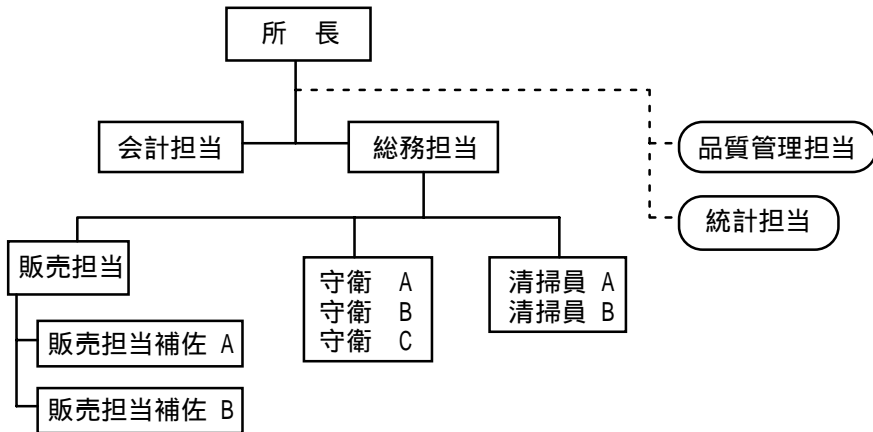 所 長
会計担当
総務担当
品質管理担当
統計担当
販売担当
守衛 A
守衛 B
守衛 C
清掃員 A
清掃員 B
販売担当補佐 A
販売担当補佐 B